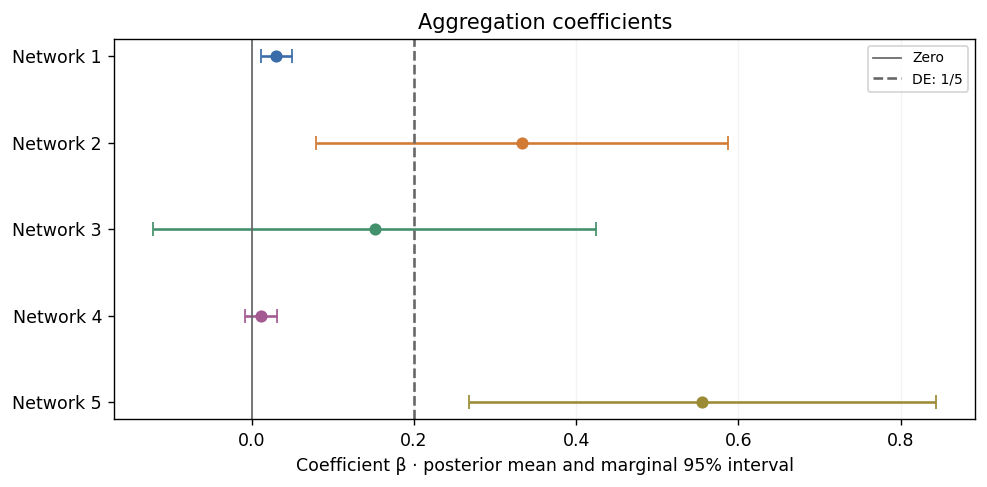 Aggregation coefficients
Network 1
Network 2
Network 3
Network 4
Network 5
Zero
DE: 1/5
0.0 0.2 0.4 0.6 0.8
Coefficient β · posterior mean and marginal 95% interval